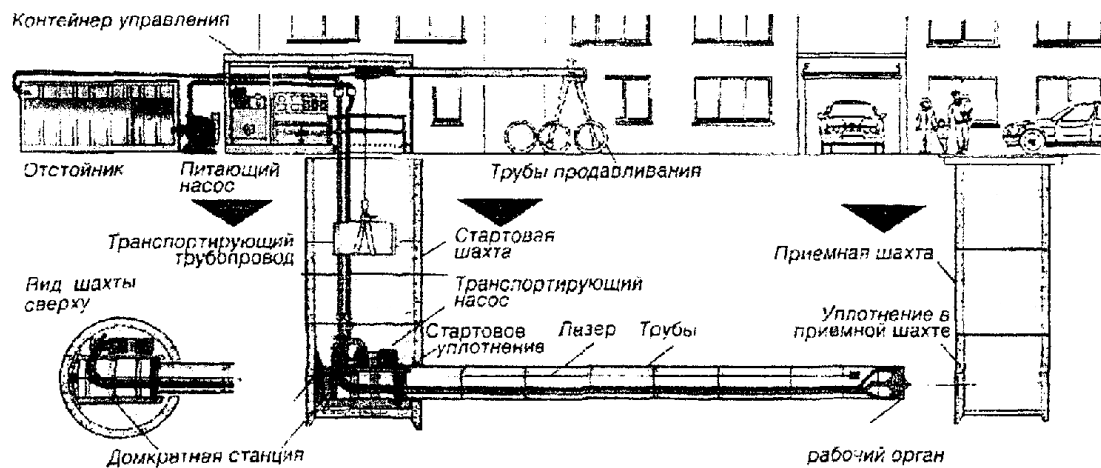 Контейнер управления
Отстойник
Питающий
насос
Трубы продавливания
Транспортирующий
трубопровод
Стартовая
шахта
Приемная шахта
Вид шахты
сверху
Транспортирующий
насос
Стартовое
уплотнение
Лазер
Трубы
Уплотнение в
приемной шахте
Домкратная станция
рабочий орган